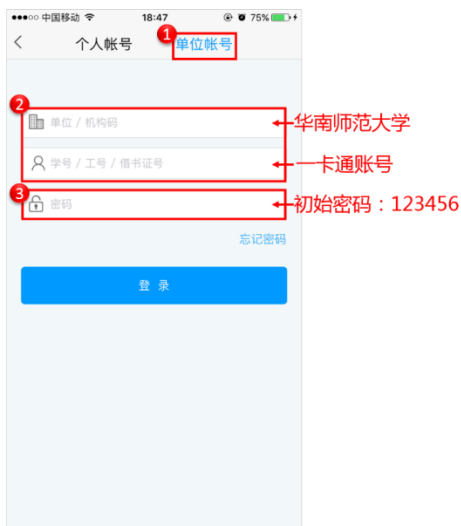 中国移动 18:47 75%
个人帐号 1 单位帐号
2
单位 / 机构码 华南师范大学
学号 / 工号 / 借书证号 一卡通账号
3
密码 初始密码：123456
忘记密码
登 录